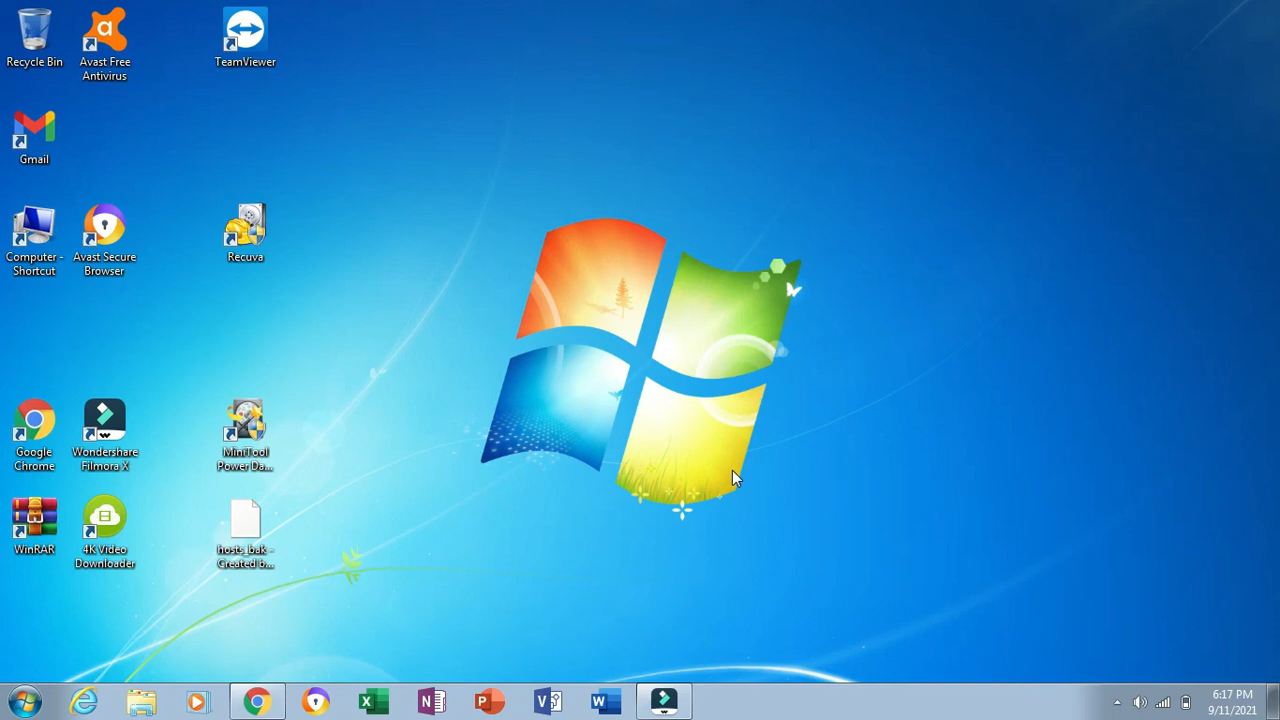 Recycle Bin
Avast Free
Antivirus
TeamViewer
Gmail
Computer -
Shortcut
Avast Secure
Browser
Recuva
Google
Chrome
Wondershare
Filmora X
MiniTool
Power Da...
WinRAR
4K Video
Downloader
hosts_bak -
Created b...
6:17 PM
9/11/2021